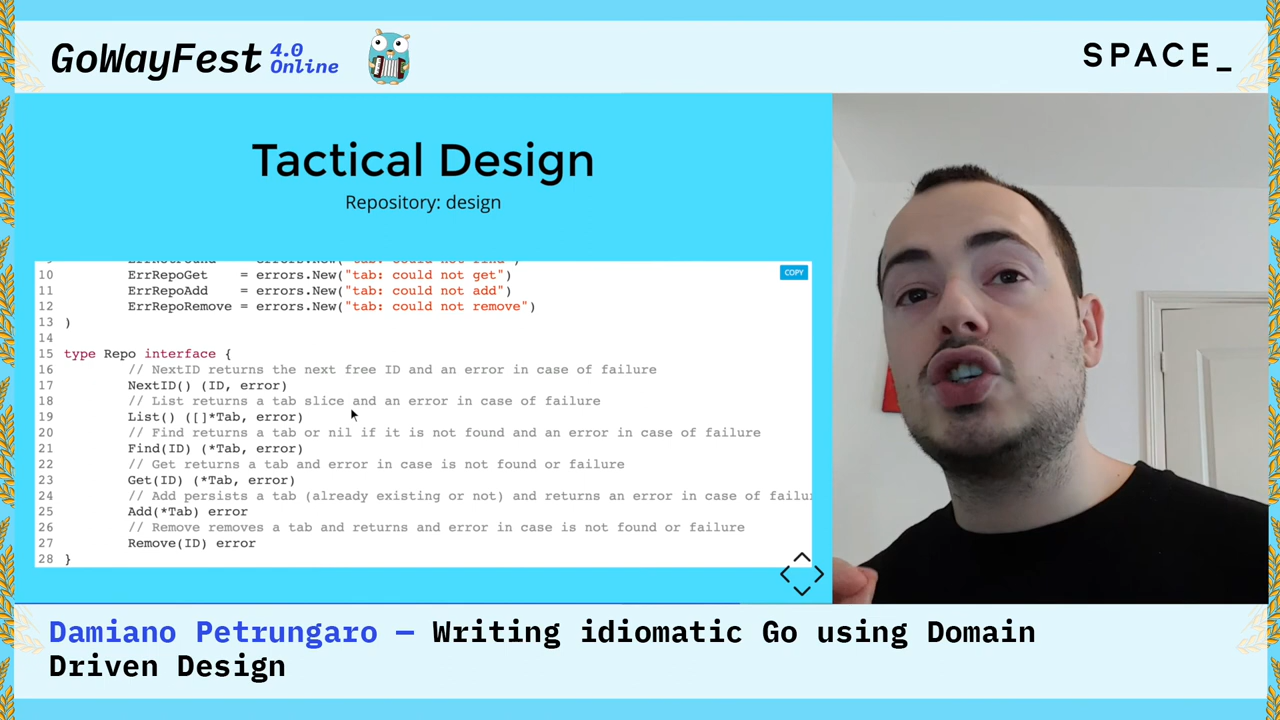 GoWayFest 4.0
Online
SPACE_
Tactical Design
Repository: design
COPY
10 ErrRepoGet = errors.New("tab: could not get")
11 ErrRepoAdd = errors.New("tab: could not add")
12 ErrRepoRemove = errors.New("tab: could not remove")
13 )
14
15 type Repo interface {
16 // NextID returns the next free ID and an error in case of failure
17 NextID() (ID, error)
18 // List returns a tab slice and an error in case of failure
19 List() ([]*Tab, error)
20 // Find returns a tab or nil if it is not found and an error in case of failure
21 Find(ID) (*Tab, error)
22 // Get returns a tab and error in case is not found or failure
23 Get(ID) (*Tab, error)
24 // Add persists a tab (already existing or not) and returns an error in case of failu
25 Add(*Tab) error
26 // Remove removes a tab and returns and error in case is not found or failure
27 Remove(ID) error
28 }
Damiano Petrungaro — Writing idiomatic Go using Domain
Driven Design